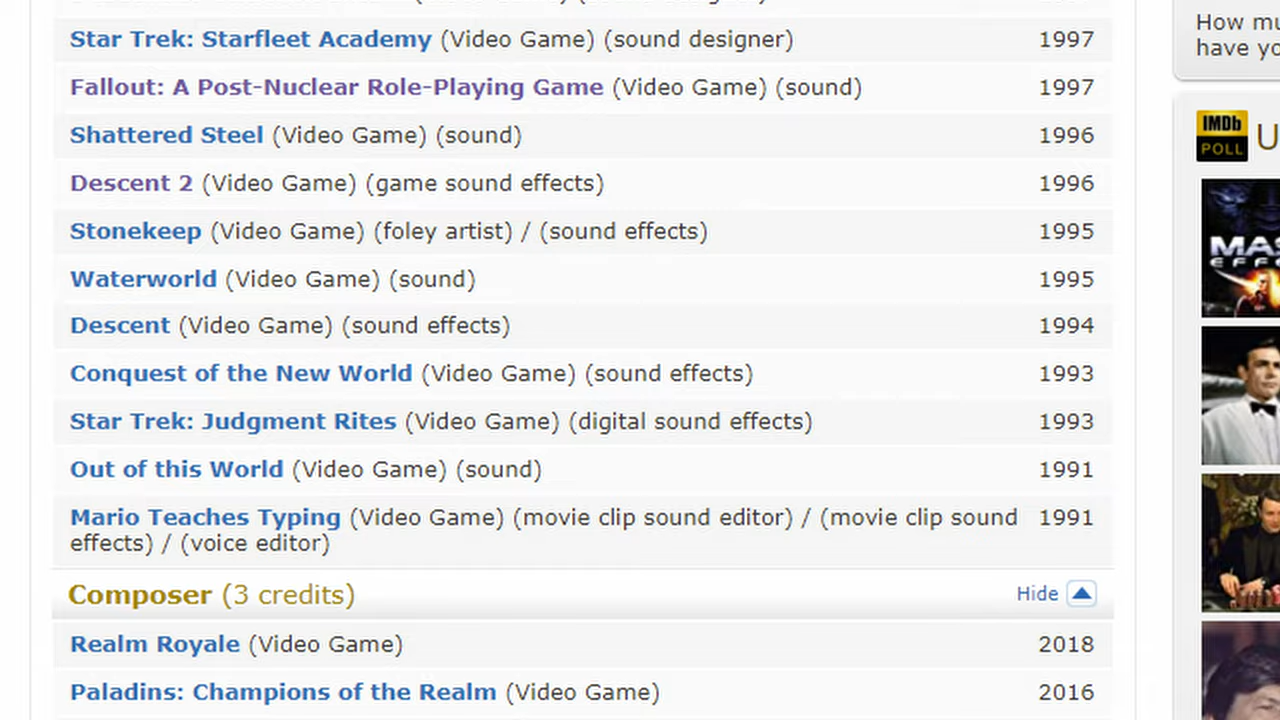 Star Trek: Starfleet Academy (Video Game) (sound designer) 1997
Fallout: A Post-Nuclear Role-Playing Game (Video Game) (sound) 1997
Shattered Steel (Video Game) (sound) 1996
Descent 2 (Video Game) (game sound effects) 1996
Stonekeep (Video Game) (foley artist) / (sound effects) 1995
Waterworld (Video Game) (sound) 1995
Descent (Video Game) (sound effects) 1994
Conquest of the New World (Video Game) (sound effects) 1993
Star Trek: Judgment Rites (Video Game) (digital sound effects) 1993
Out of this World (Video Game) (sound) 1991
Mario Teaches Typing (Video Game) (movie clip sound editor) / (movie clip sound 1991
effects) / (voice editor)
Composer (3 credits) Hide
Realm Royale (Video Game) 2018
Paladins: Champions of the Realm (Video Game) 2016
How
have
IMDb
POLL